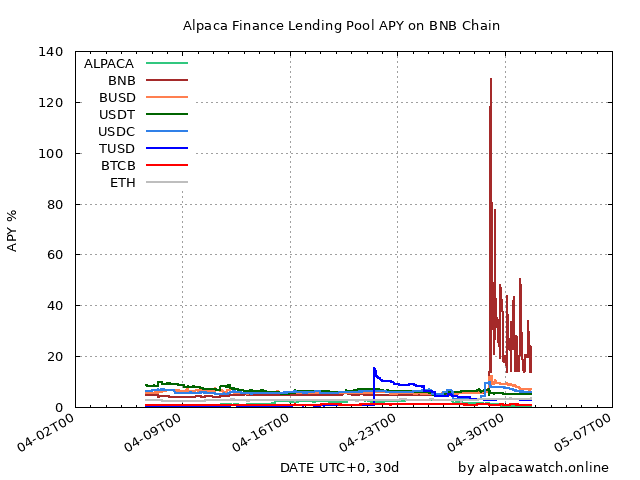 Alpaca Finance Lending Pool APY on BNB Chain
140
120
100
80
60
40
20
0
APY %
ALPACA
BNB
BUSD
USDT
USDC
TUSD
BTCB
ETH
04-02T00
04-09T00
04-16T00
04-23T00
04-30T00
05-07T00
DATE UTC+0, 30d
by alpacawatch.online